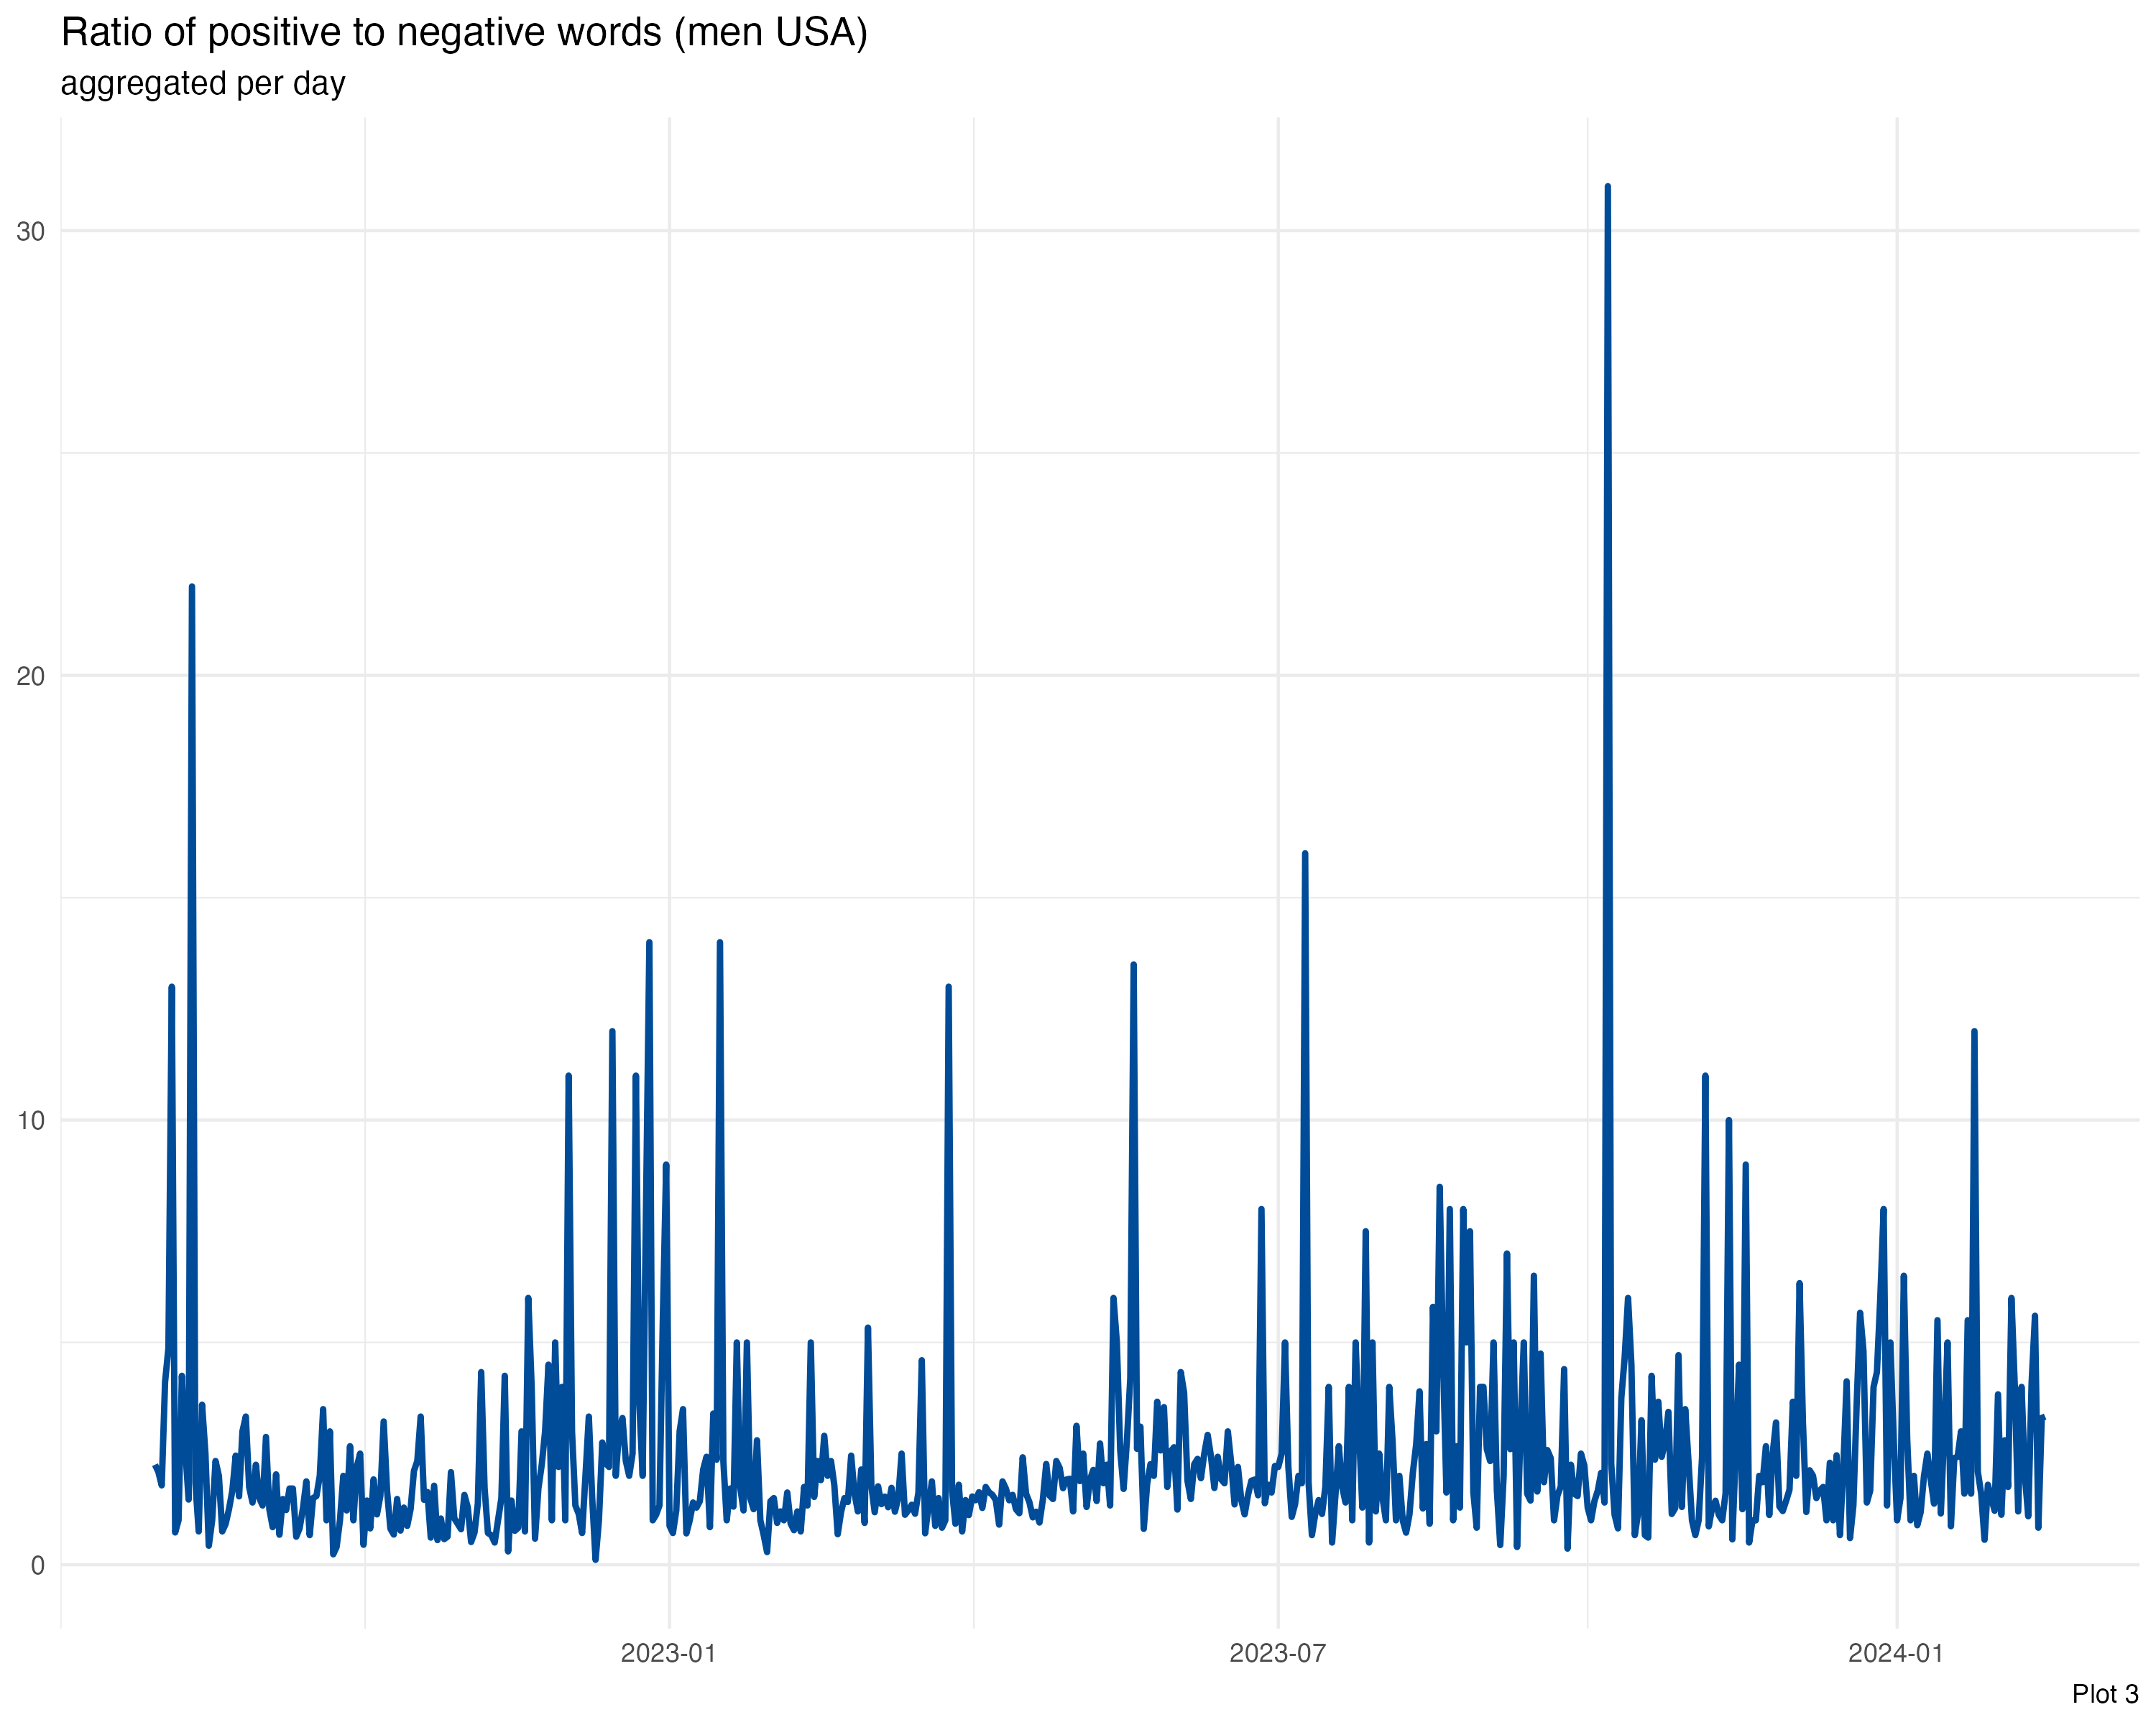 Ratio of positive to negative words (men USA)
aggregated per day
30
20
10
0
2023-01
2023-07
2024-01
Plot 3